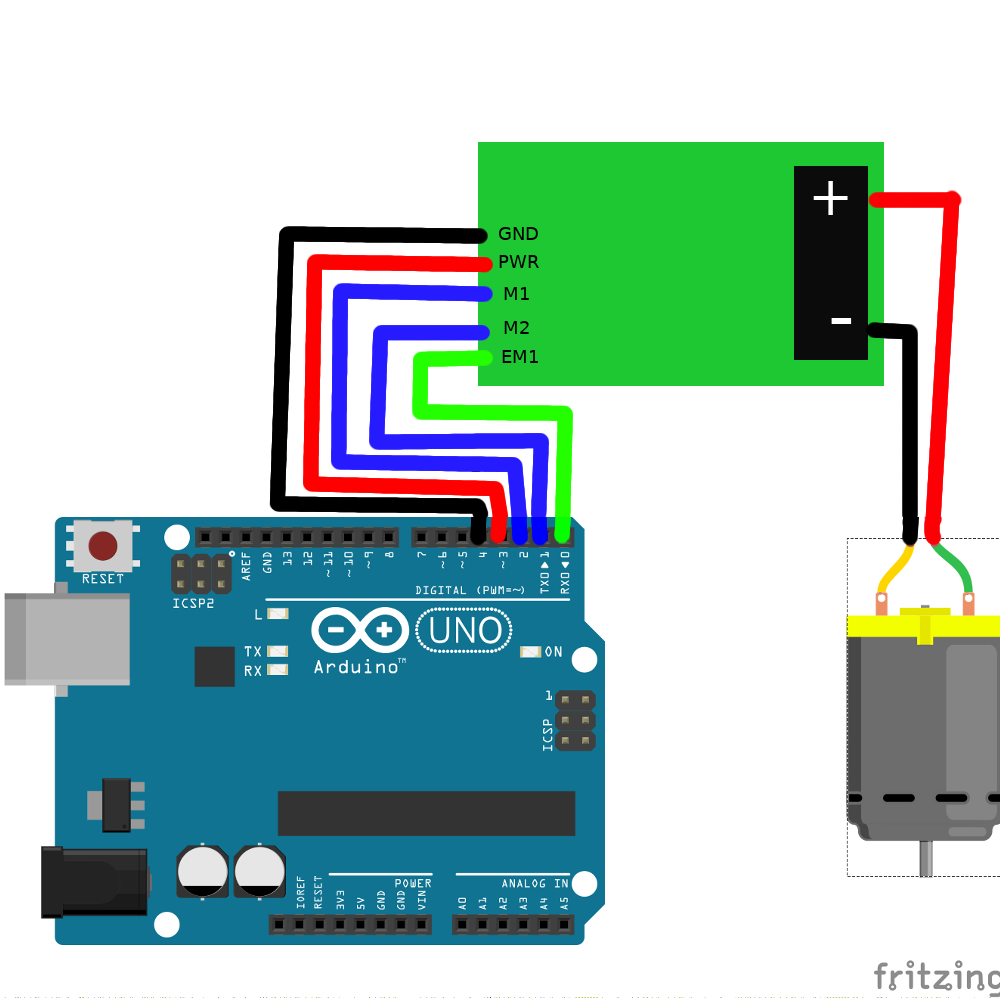 +
GND
PWR
M1
-
M2
EM1
RESET
ICSP2
AREF
GND
13
12
~11
~10
~9
8
7
~6
~5
4
~3
2
TX0▶1
RX0◀0
DIGITAL (PWM=~)
L
TX
RX
UNO
Arduino™
ON
1
ICSP
IOREF
RESET
3V3
5V
GND
GND
VIN
POWER
ANALOG IN
A0
A1
A2
A3
A4
A5
fritzing